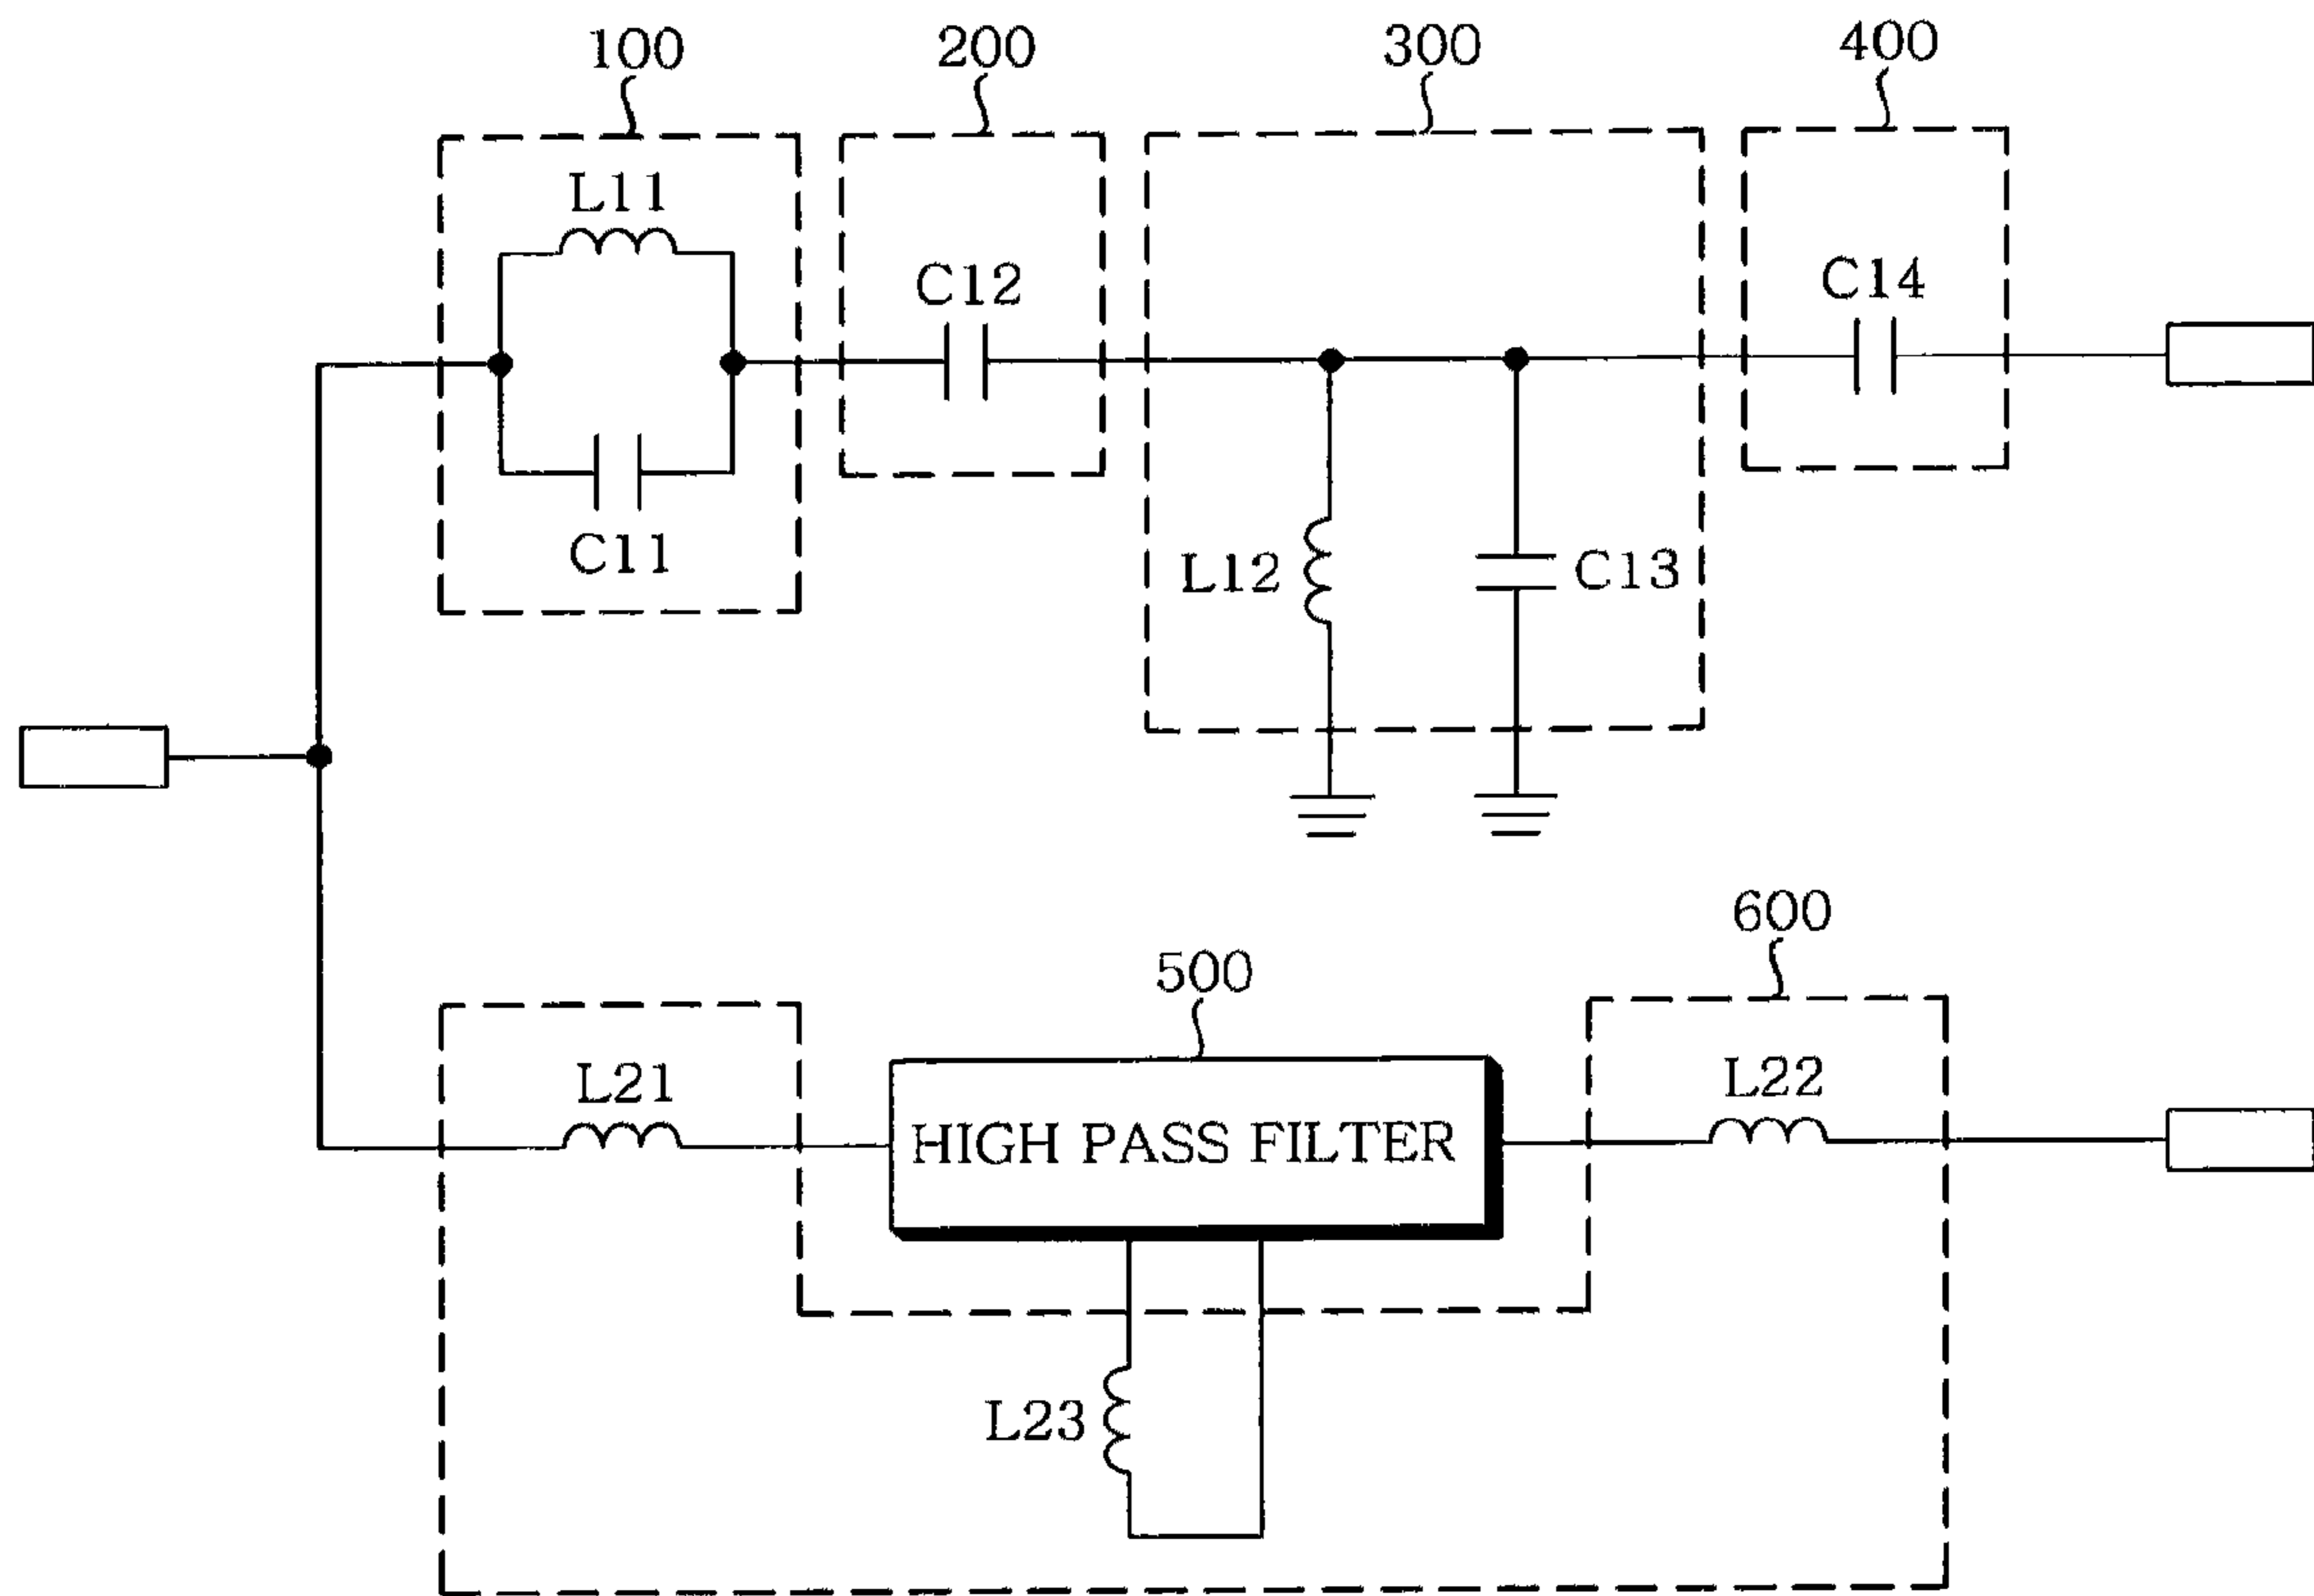 100
200
300
400
L11
C12
C14
C11
L12
C13
600
500
L21
L22
HIGH PASS FILTER
L23